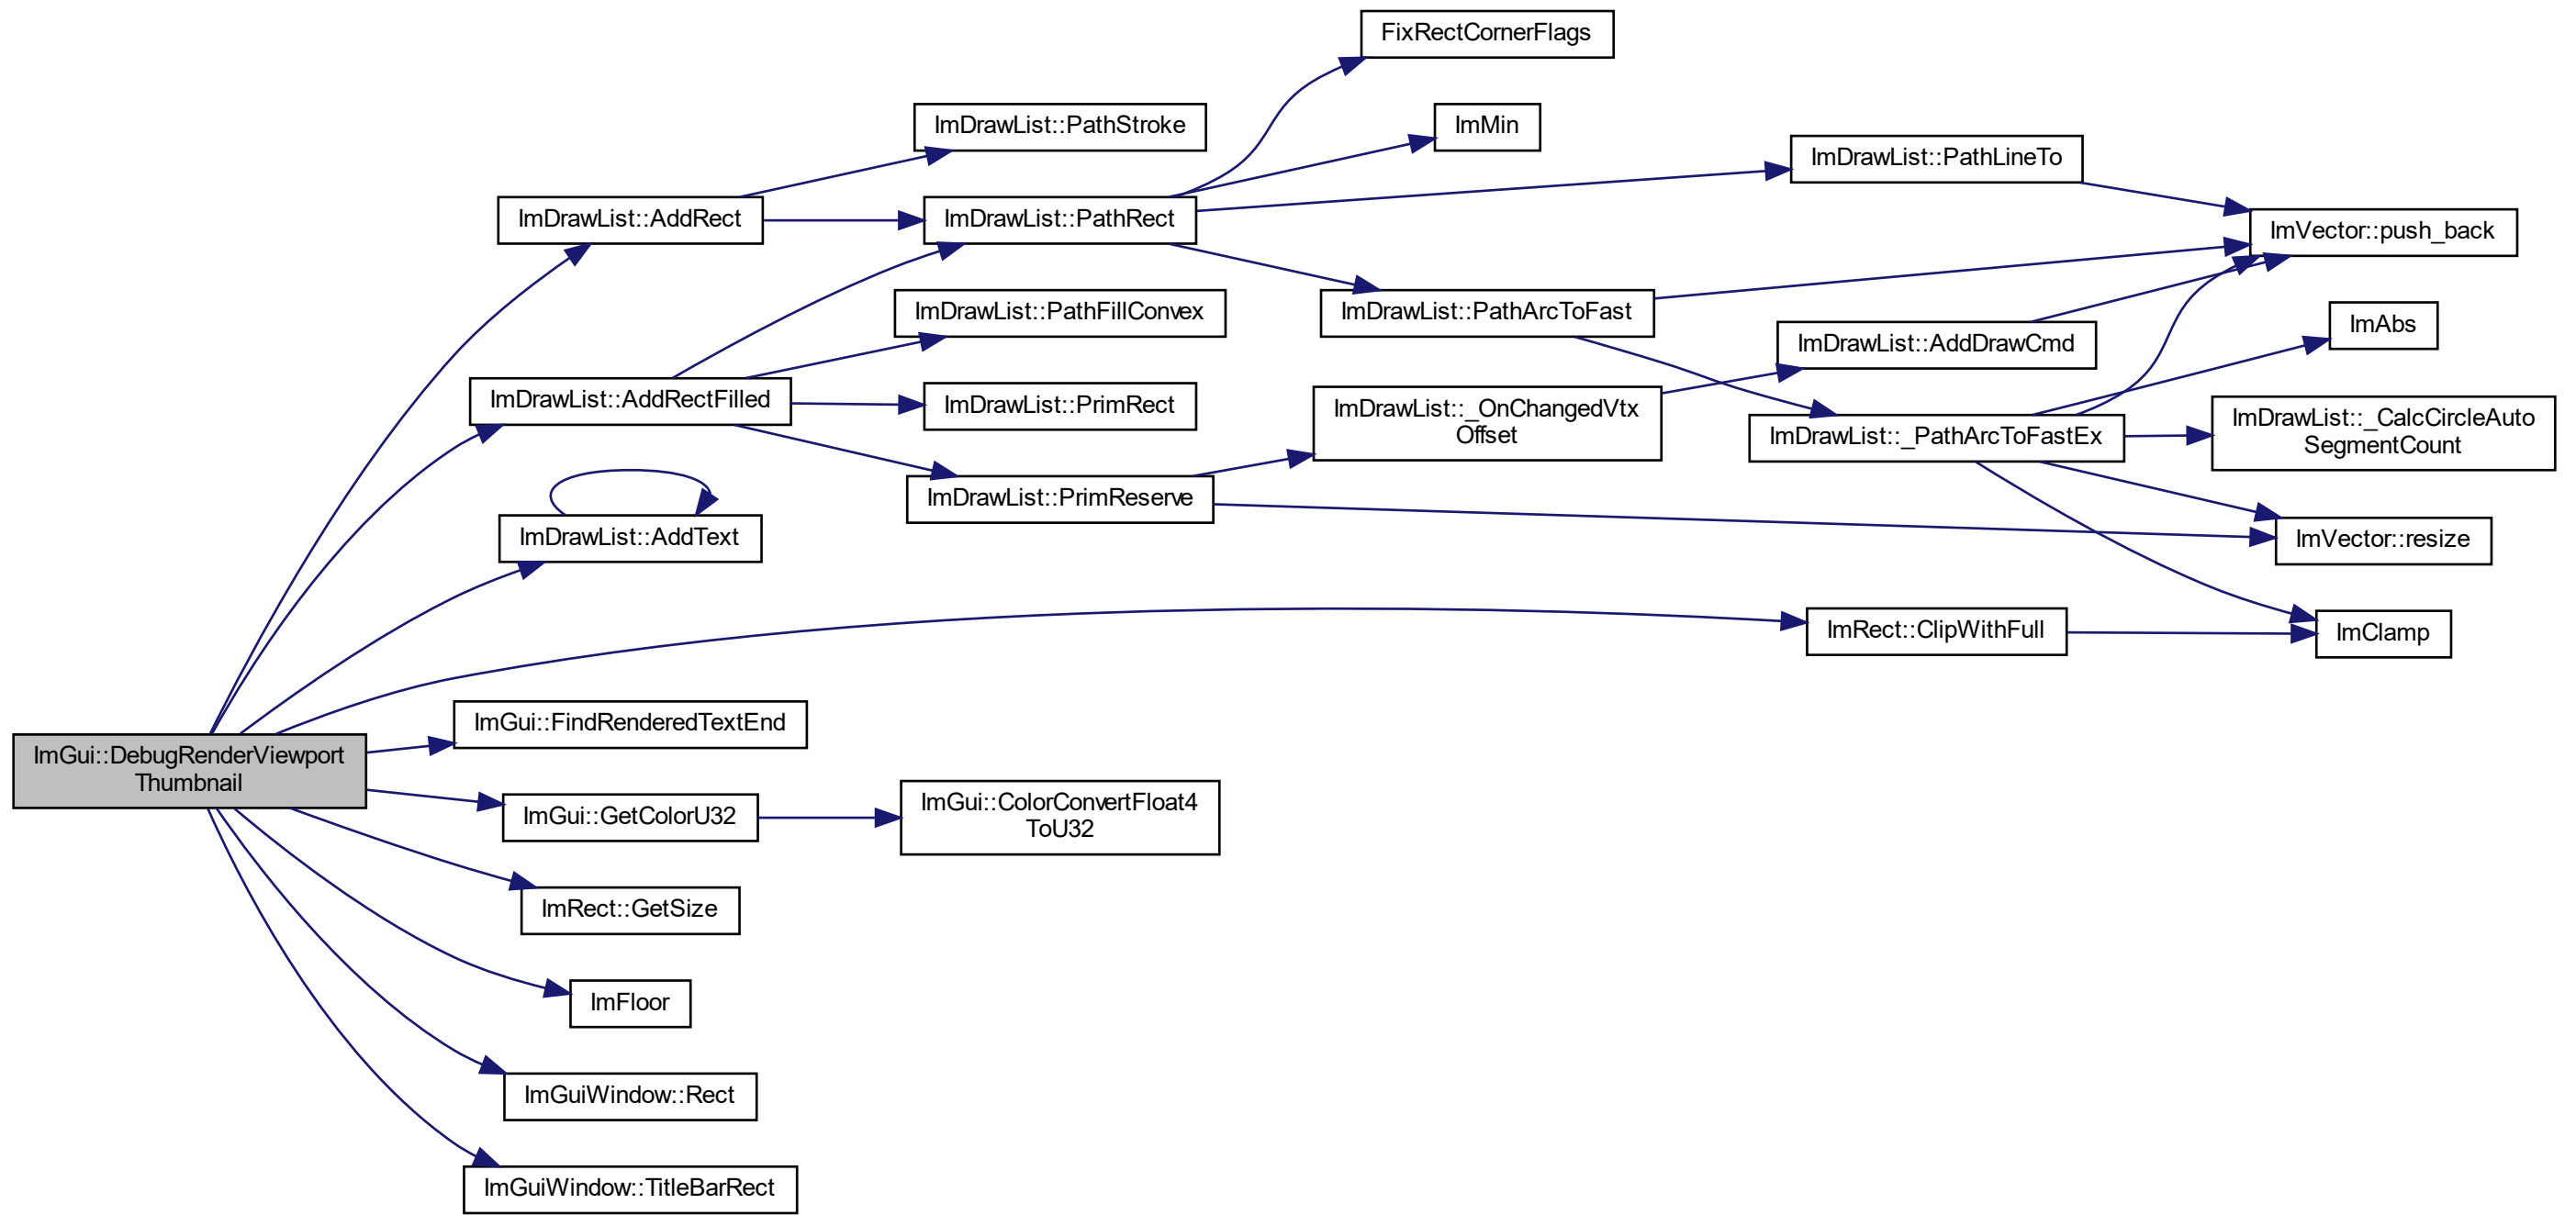 FixRectCornerFlags
ImDrawList::PathStroke
ImMin
ImDrawList::PathLineTo
ImDrawList::AddRect
ImDrawList::PathRect
ImVector::push_back
ImDrawList::PathFillConvex
ImDrawList::PathArcToFast
ImAbs
ImDrawList::AddDrawCmd
ImDrawList::AddRectFilled
ImDrawList::PrimRect
ImDrawList::_OnChangedVtx
Offset
ImDrawList::_PathArcToFastEx
ImDrawList::_CalcCircleAuto
SegmentCount
ImDrawList::PrimReserve
ImDrawList::AddText
ImVector::resize
ImRect::ClipWithFull
ImClamp
ImGui::FindRenderedTextEnd
ImGui::DebugRenderViewport
Thumbnail
ImGui::GetColorU32
ImGui::ColorConvertFloat4
ToU32
ImRect::GetSize
ImFloor
ImGuiWindow::Rect
ImGuiWindow::TitleBarRect